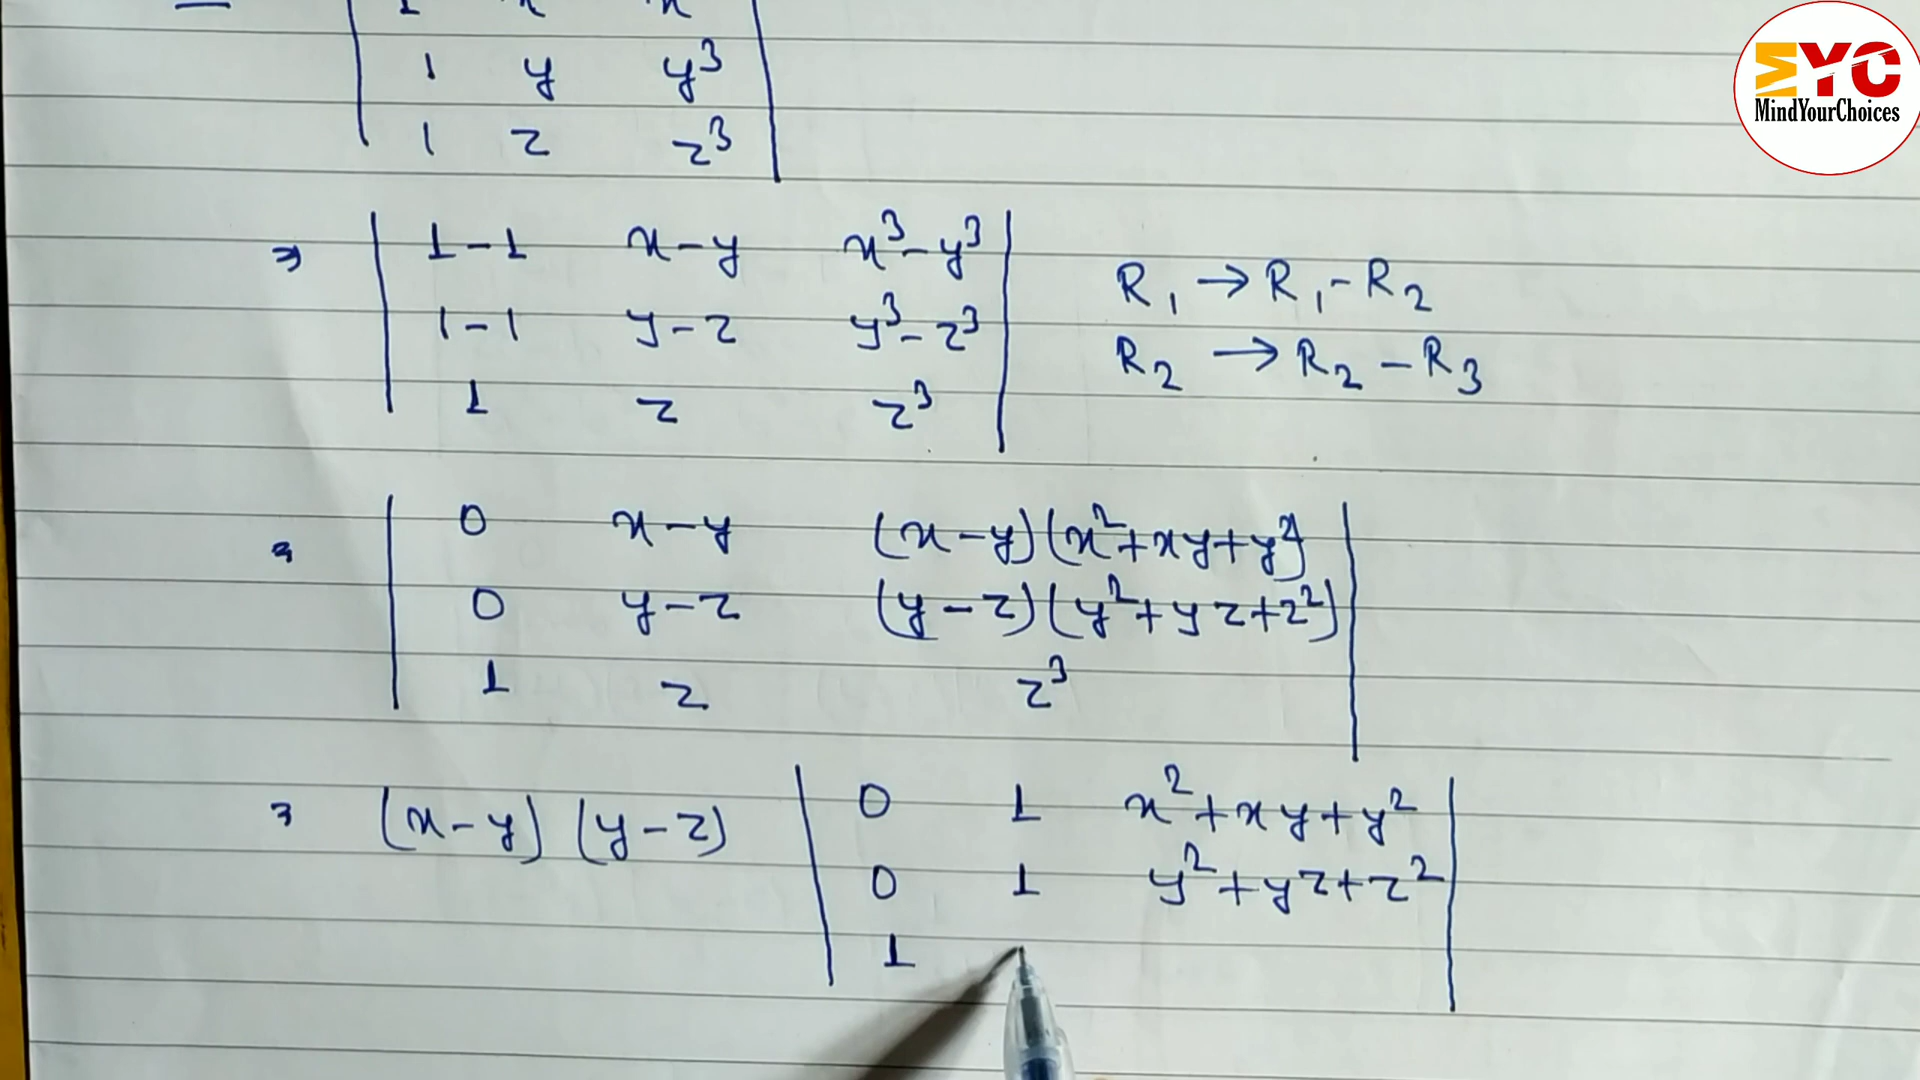 MYC
MindYourChoices
1 y y³
1 z z³
⇒ | 1-1 x-y x³-y³ |
| 1-1 y-z y³-z³ |
| 1 z z³ |
R₁ → R₁-R₂
R₂ → R₂-R₃
| 0 x-y (x-y)(x²+xy+y²) |
| 0 y-z (y-z)(y²+yz+z²) |
| 1 z z³ |
(x-y) (y-z) | 0 1 x²+xy+y² |
| 0 1 y²+yz+z² |
| 1 |